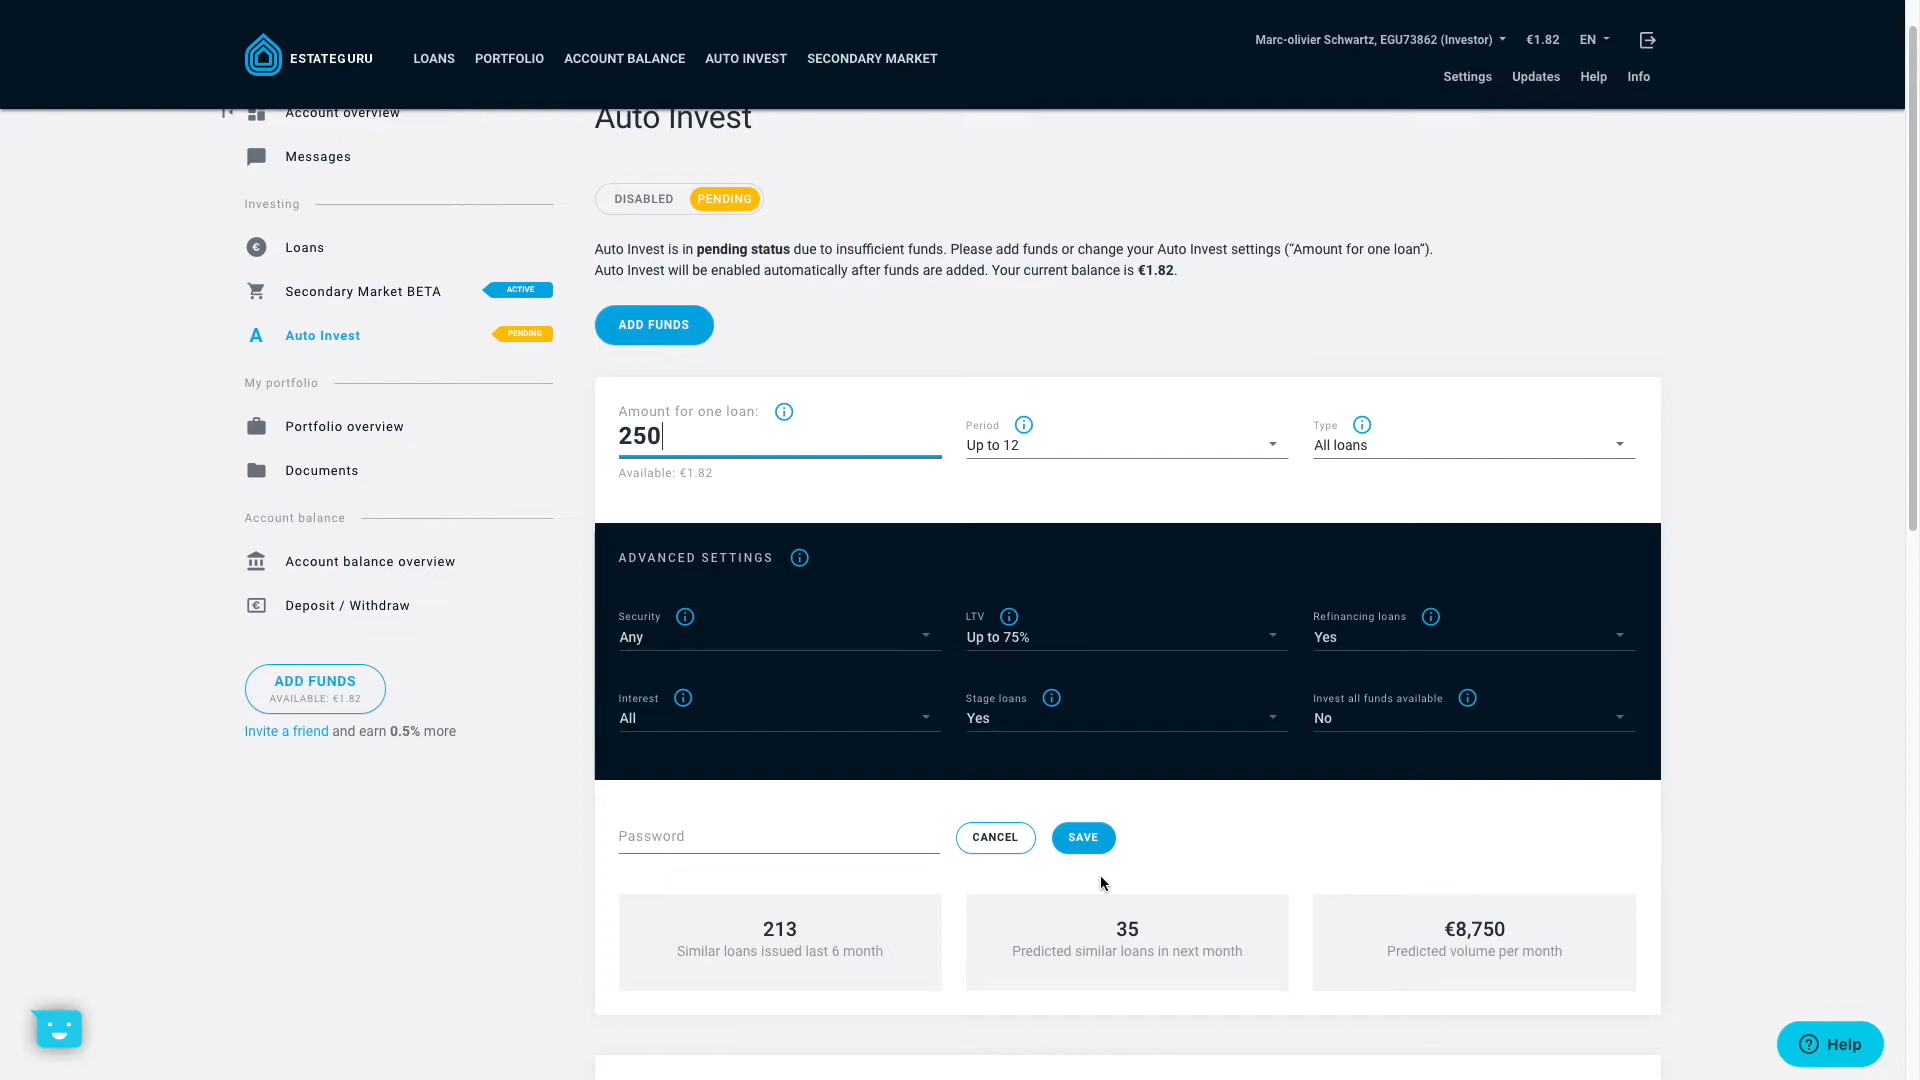 ESTATEGURU
LOANS
PORTFOLIO
ACCOUNT BALANCE
AUTO INVEST
SECONDARY MARKET
Marc-olivier Schwartz, EGU73862 (Investor)
€1.82
EN
Settings
Updates
Help
Info
Account overview
Messages
Investing
Loans
Secondary Market BETA
ACTIVE
Auto Invest
PENDING
My portfolio
Portfolio overview
Documents
Account balance
Account balance overview
Deposit / Withdraw
ADD FUNDS
AVAILABLE: €1.82
Invite a friend and earn 0.5% more
Auto Invest
DISABLED
PENDING
Auto Invest is in pending status due to insufficient funds. Please add funds or change your Auto Invest settings (“Amount for one loan”).
Auto Invest will be enabled automatically after funds are added. Your current balance is €1.82.
ADD FUNDS
Amount for one loan:
250
Available: €1.82
Period
Up to 12
Type
All loans
ADVANCED SETTINGS
Security
Any
LTV
Up to 75%
Refinancing loans
Yes
Interest
All
Stage loans
Yes
Invest all funds available
No
Password
CANCEL
SAVE
213
Similar loans issued last 6 month
35
Predicted similar loans in next month
€8,750
Predicted volume per month
Help